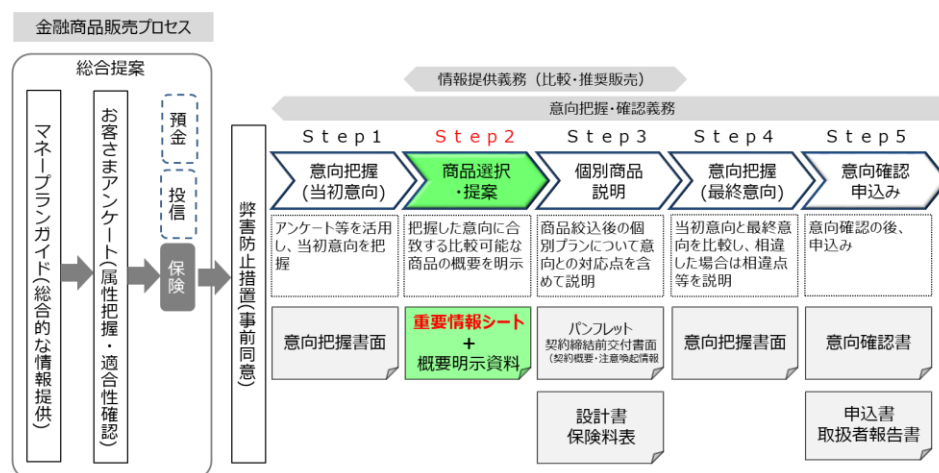 金融商品販売プロセス
総合提案
マネープランガイド(総合的な情報提供)
お客さまアンケート(属性把握・適合性確認)
預金
投信
保険
弊害防止措置(事前同意)
情報提供義務（比較・推奨販売）
意向把握・確認義務
Step1
意向把握
(当初意向)
アンケート等を活用
し、当初意向を把
握
意向把握書面
Step2
商品選択
・提案
把握した意向に合
致する比較可能な
商品の概要を明示
重要情報シート
+
概要明示資料
Step3
個別商品
説明
商品絞込後の個
別プランについて意
向との対応点を含
めて説明
パンフレット
契約締結前交付書面
(契約概要・注意喚起情報
設計書
保険料表
Step4
意向把握
(最終意向)
当初意向と最終意
向を比較し、相違
した場合は相違点
等を説明
意向把握書面
Step5
意向確認
申込み
意向確認の後、
申込み
意向確認書
申込書
取扱者報告書